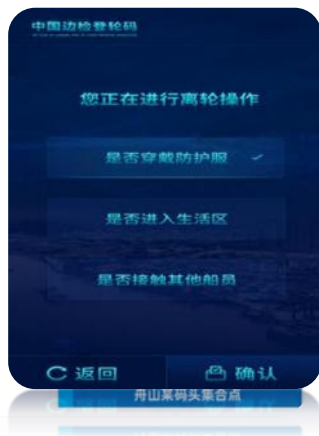 中国边检登轮码
您正在进行离轮操作
是否穿戴防护服
是否进入生活区
是否接触其他船员
返回
确认
舟山某码头集合点